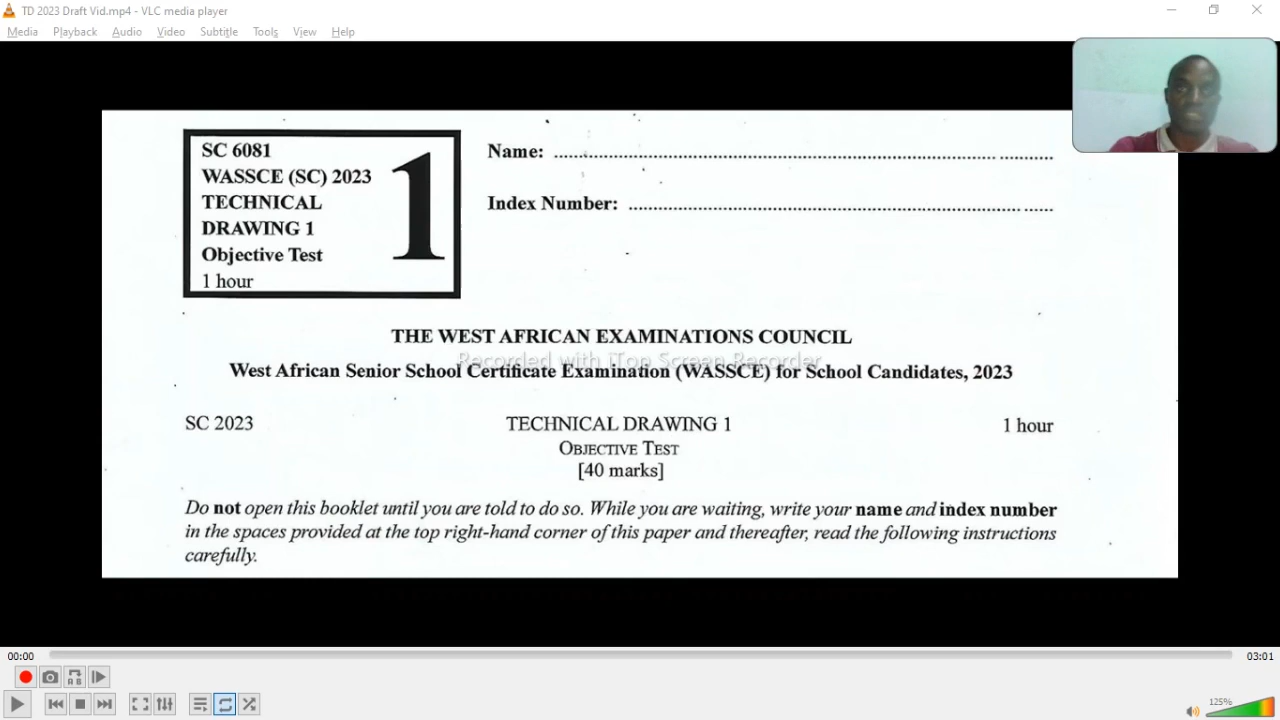 TD 2023 Draft Vid.mp4 - VLC media player
Media Playback Audio Video Subtitle Tools View Help
SC 6081
WASSCE (SC) 2023
TECHNICAL
DRAWING 1
Objective Test
1 hour
1
Name: ..........................................................................................
Index Number: ..........................................................................
THE WEST AFRICAN EXAMINATIONS COUNCIL
Recorded with iTop Screen Recorder
West African Senior School Certificate Examination (WASSCE) for School Candidates, 2023
SC 2023 TECHNICAL DRAWING 1 1 hour
OBJECTIVE TEST
[40 marks]
Do not open this booklet until you are told to do so. While you are waiting, write your name and index number
in the spaces provided at the top right-hand corner of this paper and thereafter, read the following instructions
carefully.
00:00 03:01
125%